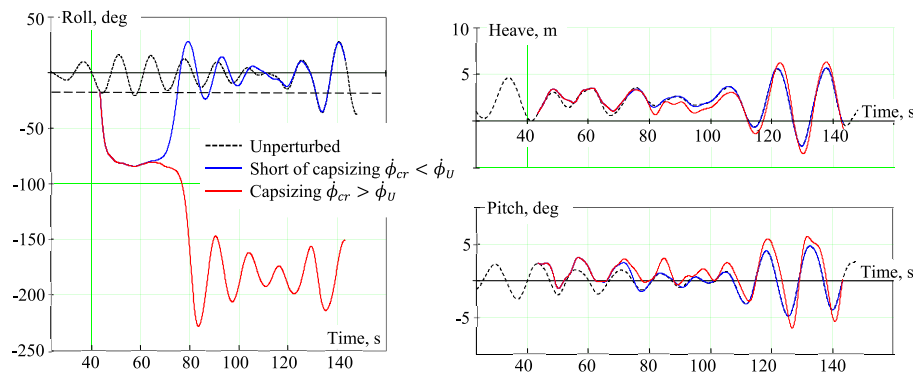 50
Roll, deg
0
-50
-100
-150
-200
-250
Unperturbed
Short of capsizing ϕ̇cr < ϕ̇U
Capsizing ϕ̇cr > ϕ̇U
Time, s
40 60 80 100 120 140
10
Heave, m
5
Time, s
40 60 80 100 120 140
Pitch, deg
5
Time, s
-5
40 60 80 100 120 140